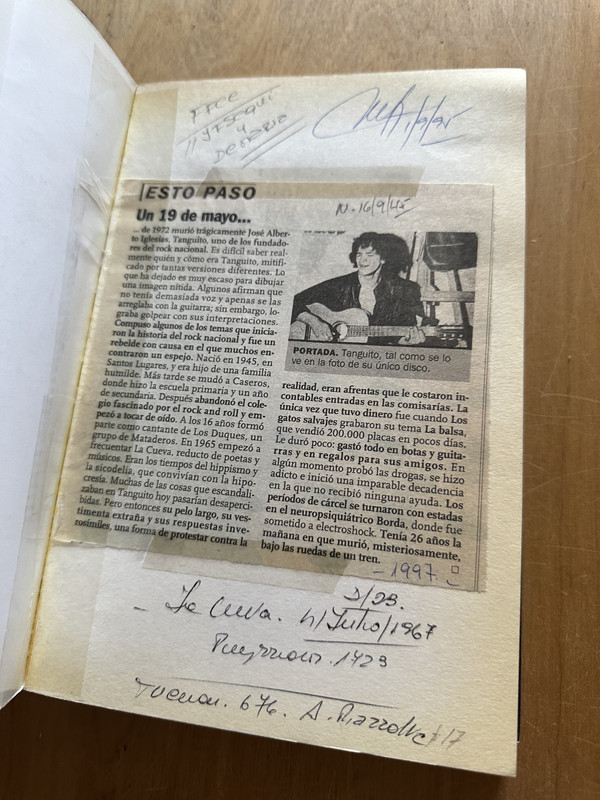 y
ESTO PASO
Un 19 de mayo...
N. 16/9/45
... de 1972 murió trágicamente José Alber-
to Iglesias, Tanguito, uno de los fundado-
res del rock nacional. Es difícil saber real-
mente quién y cómo era Tanguito, mitifi-
cado por tantas versiones diferentes. Lo
que ha dejado es muy escaso para dibujar
una imagen nítida. Algunos afirman que
no tenía demasiada voz y apenas se las
arreglaba con la guitarra; sin embargo, lo-
graba golpear con sus interpretaciones.
Compuso algunos de los temas que inicia-
ron la historia del rock nacional y fue un
rebelde con causa en el que muchos en-
contraron un espejo. Nació en 1945, en
Santos Lugares, y era hijo de una familia
humilde. Más tarde se mudó a Caseros,
donde hizo la escuela primaria y un año
de secundaria. Después abandonó el cole-
gio fascinado por el rock and roll y em-
pezó a tocar de oído. A los 16 años formó
parte como cantante de Los Duques, un
grupo de Mataderos. En 1965 empezó a
frecuentar La Cueva, reducto de poetas y
músicos. Eran los tiempos del hippismo y
la sicodelia, que convivían con la hipo-
cresía. Muchas de las cosas que escandali-
zaban en Tanguito hoy pasarían desaperci-
bidas. Pero entonces su pelo largo, su ves-
timenta extraña y sus respuestas inve-
rosímiles, una forma de protestar contra la
PORTADA. Tanguito, tal como se lo
ve en la foto de su único disco.
realidad, eran afrentas que le costaron in-
contables entradas en las comisarías. La
única vez que tuvo dinero fue cuando Los
gatos salvajes grabaron su tema La balsa,
que vendió 200.000 placas en pocos días.
Le duró poco: gastó todo en botas y guita-
rras y en regalos para sus amigos. En
algún momento probó las drogas, se hizo
adicto e inició una imparable decadencia
en la que no recibió ninguna ayuda. Los
períodos de cárcel se turnaron con estadas
en el neuropsiquiátrico Borda, donde fue
sometido a electroshock. Tenía 26 años la
mañana en que murió, misteriosamente,
bajo las ruedas de un tren.
- 1997. -
D/23.
- La Cueva. 4/Julio/1967
Pueyrredon. 1723
Tucuman. 676. A. Piazzolla